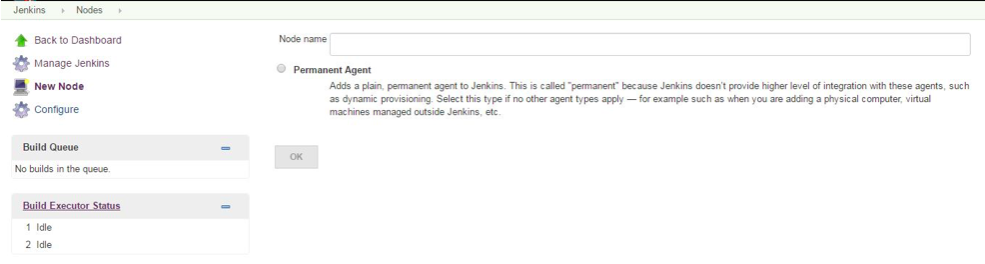 Jenkins Nodes
Back to Dashboard
Manage Jenkins
New Node
Configure
Build Queue
No builds in the queue.
Build Executor Status
1 Idle
2 Idle
Node name
Permanent Agent
Adds a plain, permanent agent to Jenkins. This is called "permanent" because Jenkins doesn't provide higher level of integration with these agents, such
as dynamic provisioning. Select this type if no other agent types apply — for example such as when you are adding a physical computer, virtual
machines managed outside Jenkins, etc.
OK